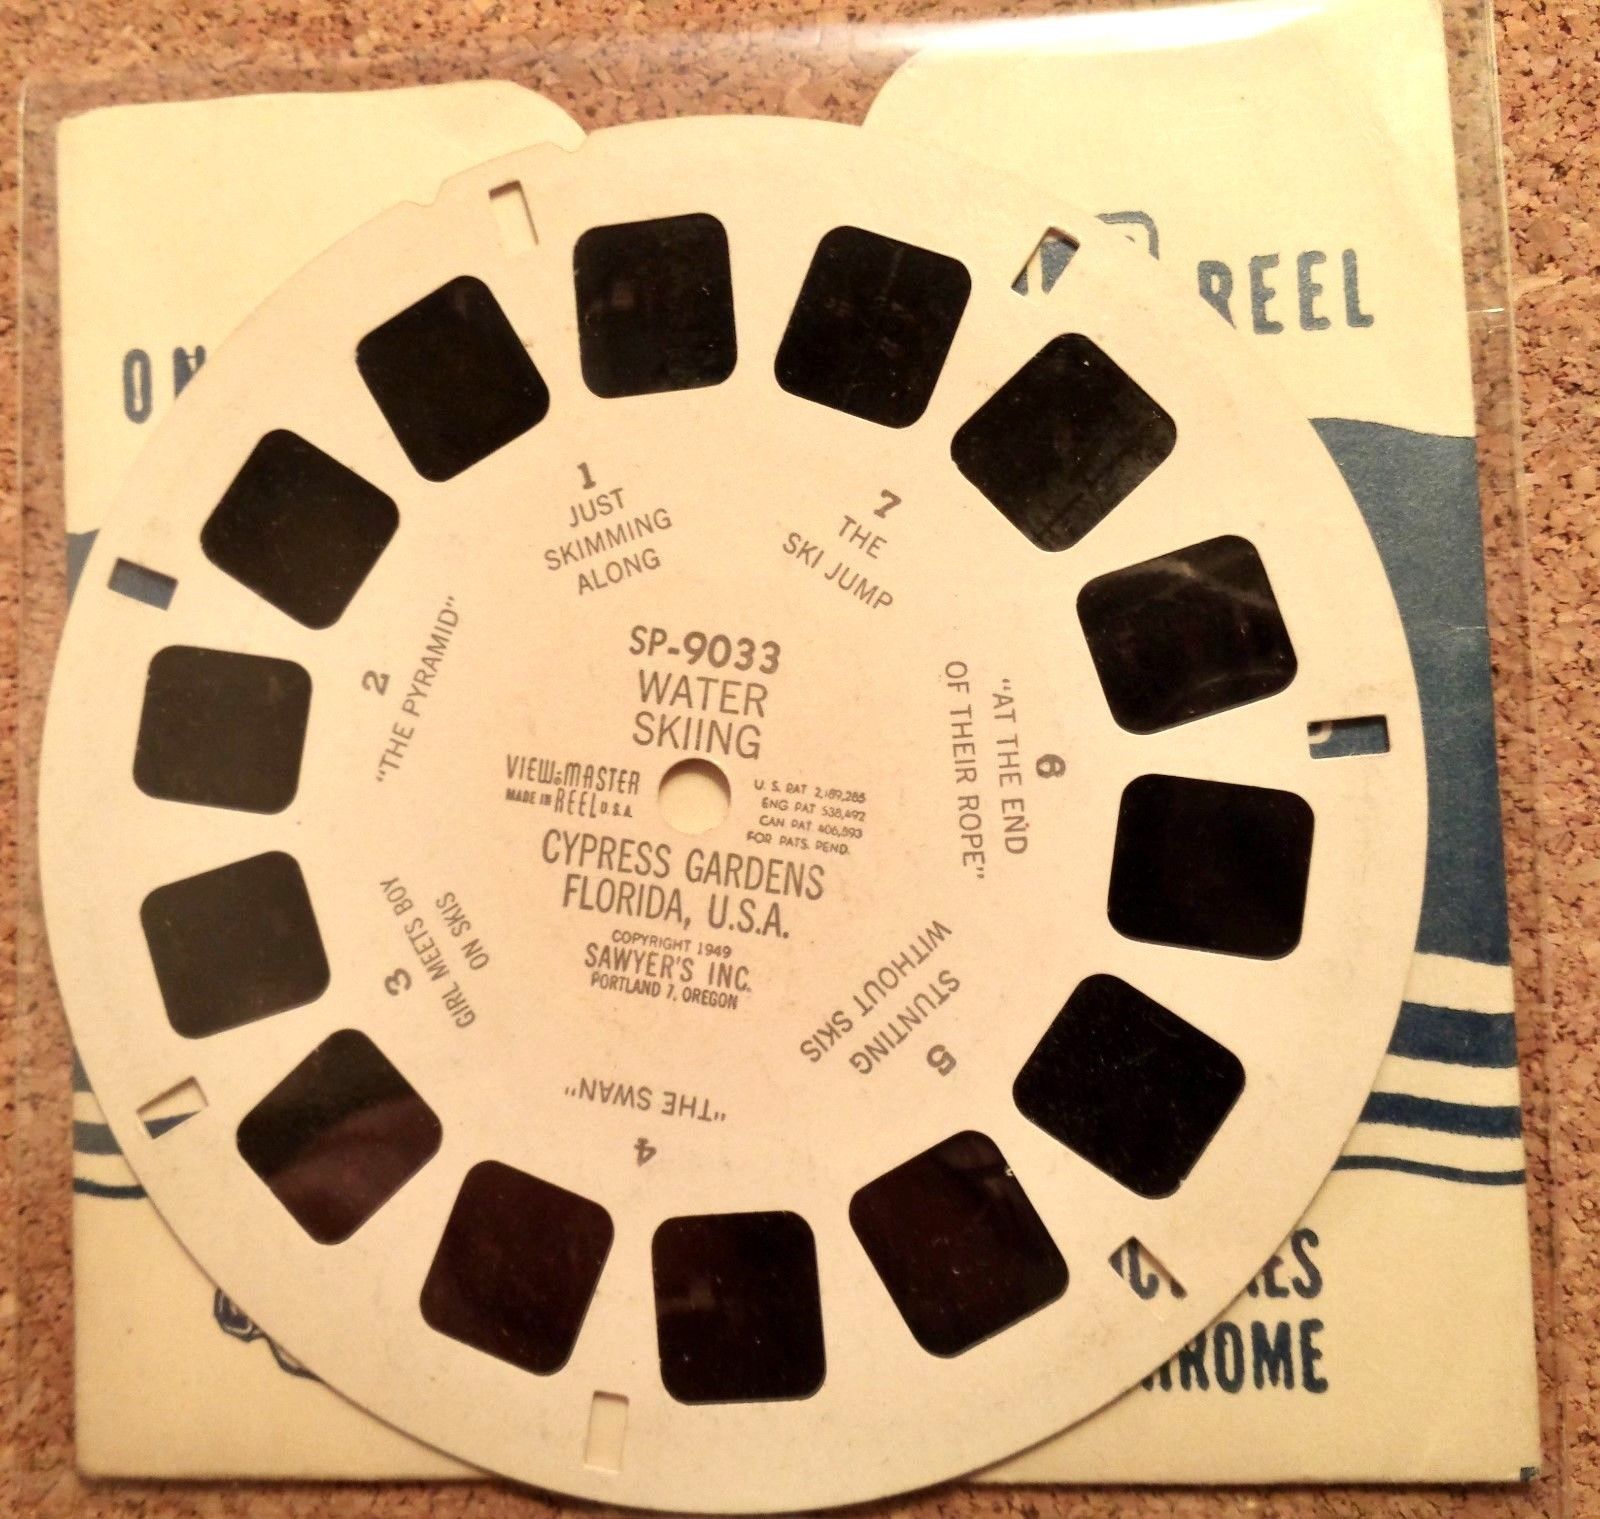 REEL
1
JUST
SKIMMING
ALONG
7
THE
SKI JUMP
2
"THE PYRAMID"
SP-9033
WATER
SKIING
VIEW-MASTER
MADE IN REEL U.S.A.
U. S. PAT 2,189,285
ENG PAT 538,492
CAN PAT 406,893
FOR PATS. PEND.
CYPRESS GARDENS
FLORIDA, U.S.A.
COPYRIGHT 1949
SAWYER'S INC.
PORTLAND 7, OREGON
6
"AT THE END
OF THEIR ROPE"
3
GIRL MEETS BOY
ON SKIS
5
STUNTING
WITHOUT SKIS
4
"THE SWAN"